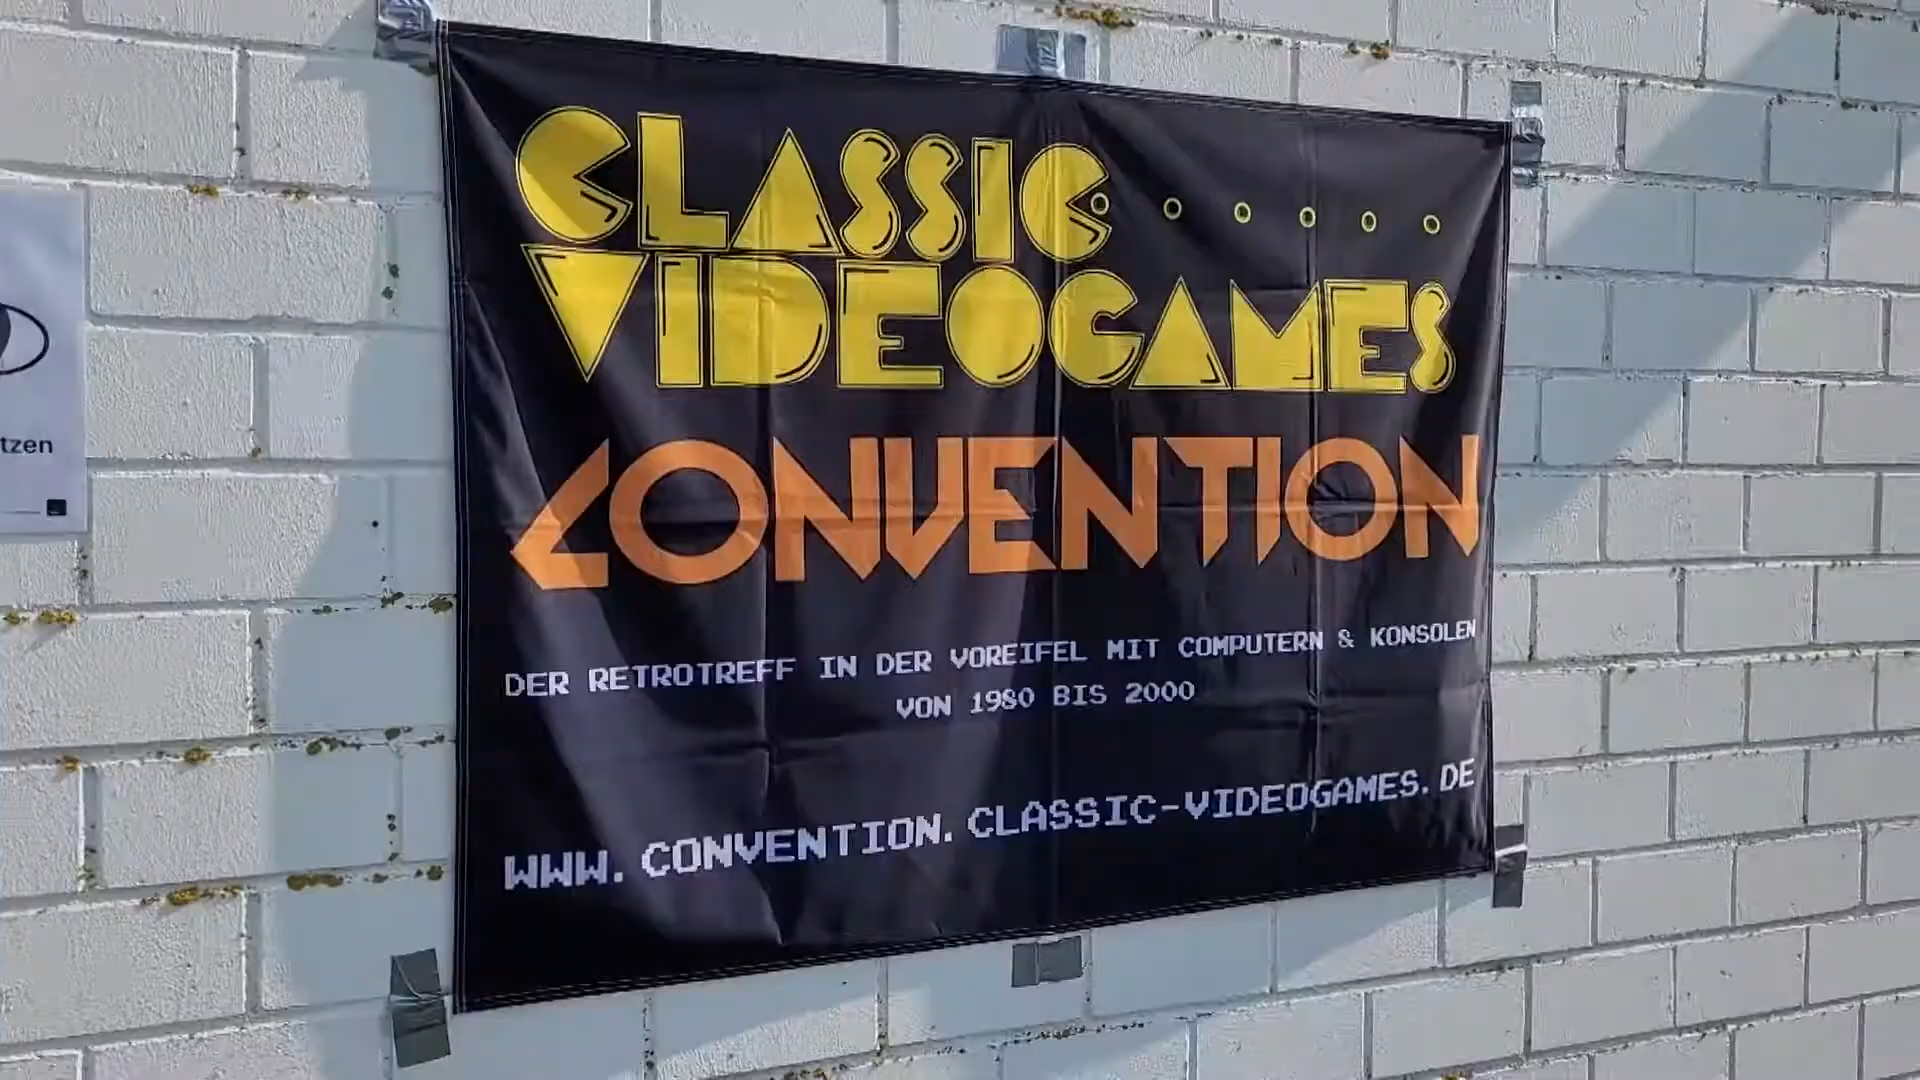 CLASSIC
VIDEOGAMES
CONVENTION
DER RETROTREFF IN DER VOREIFEL MIT COMPUTERN & KONSOLEN
VON 1980 BIS 2000
WWW.CONVENTION.CLASSIC-VIDEOGAMES.DE
tzen